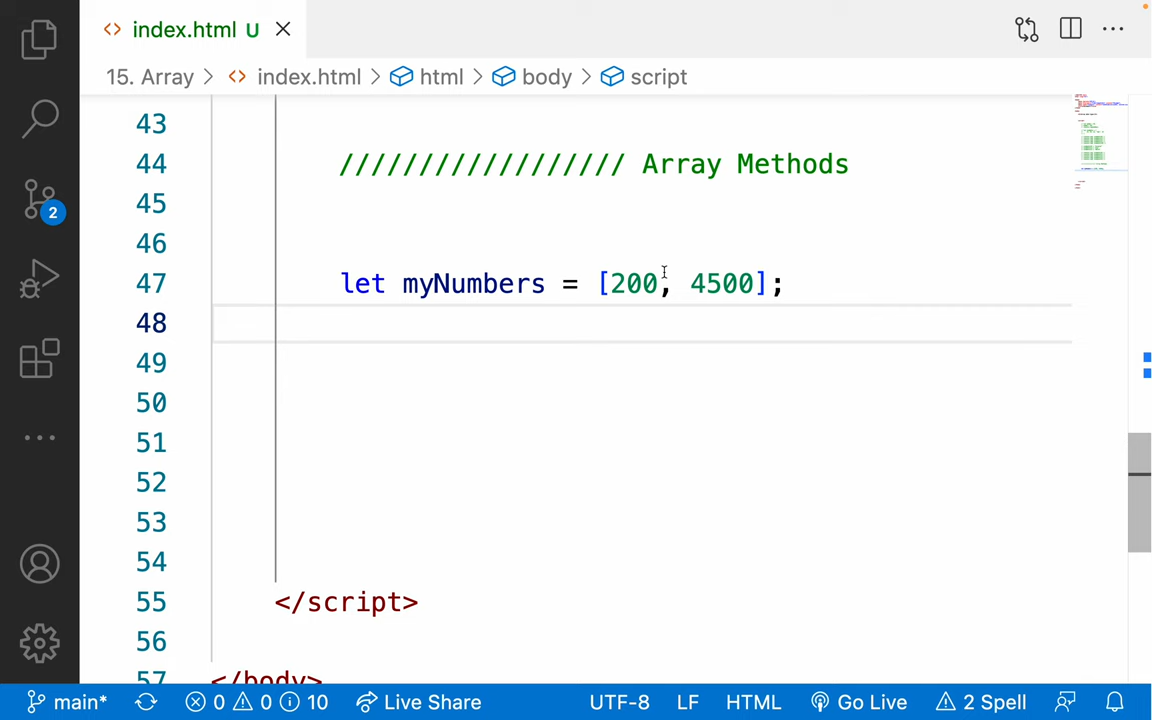 index.html U
15. Array > index.html > html > body > script
43
44 ////////////////// Array Methods
45
46
47 let myNumbers = [200, 4500];
48
49
50
51
52
53
54
55 </script>
56
57 </body>
2
main* 0 0 10 Live Share UTF-8 LF HTML Go Live 2 Spell